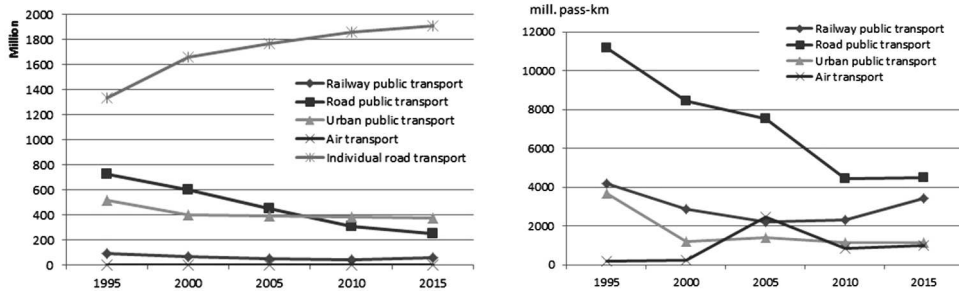 Million
2000
1800
1600
1400
1200
1000
800
600
400
200
0
1995 2000 2005 2010 2015
Railway public transport
Road public transport
Urban public transport
Air transport
Individual road transport
mill. pass-km
12000
10000
8000
6000
4000
2000
0
1995 2000 2005 2010 2015
Railway public transport
Road public transport
Urban public transport
Air transport